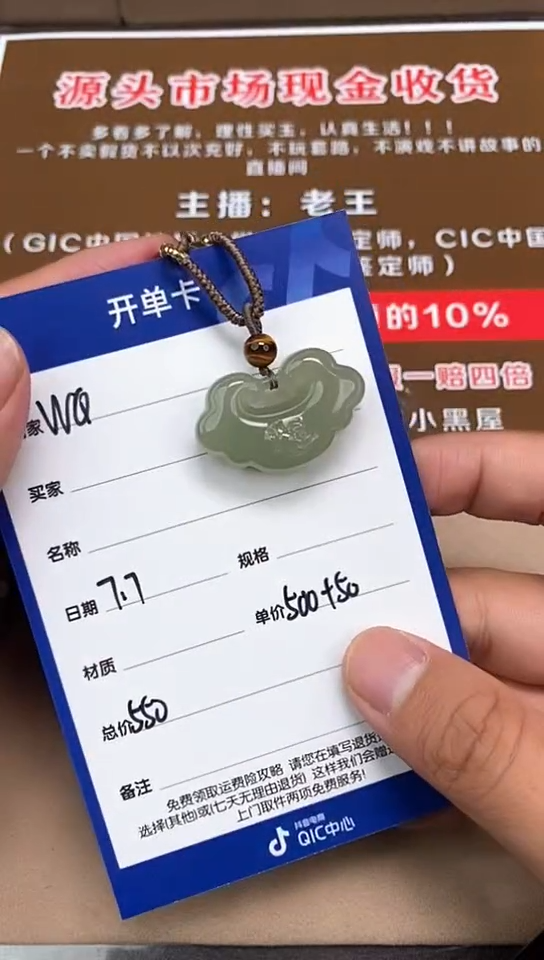 源头市场现金收货
多看多了解，理性买玉，认真生活！！！
一个不卖假货不以次充好，不玩套路，不演戏不讲故事的
直播间
主播：老王
（GIC中国
定师，CIC中国
鉴定师）
的10%
一赔四倍
小黑屋
开单卡
家 WQ
买家
名称
日期 7.7
规格
单价 500+50
材质
总价 550
备注
免费领取运费险攻略 请您在填写退货
选择(其他)或(七天无理由退货) 这样我们会赠
上门取件两项免费服务!
抖音电商
QIC中心